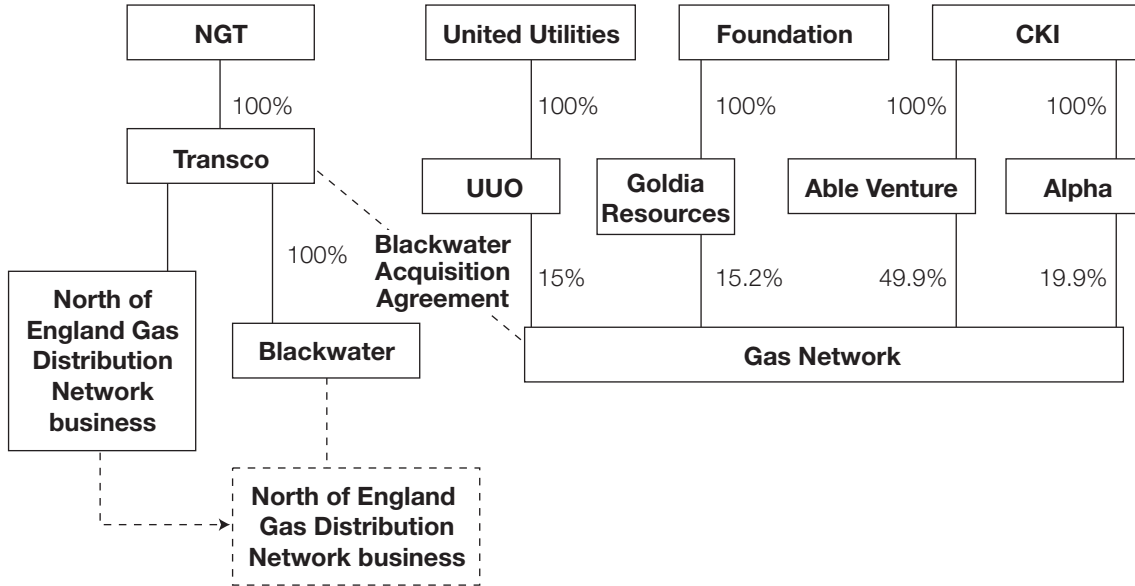 NGT
United Utilities
Foundation
CKI
100%
100%
100%
100%
100%
Transco
UUO
Goldia
Resources
Able Venture
Alpha
100%
Blackwater
Acquisition
Agreement
15%
15.2%
49.9%
19.9%
North of
England Gas
Distribution
Network
business
Blackwater
Gas Network
North of England
Gas Distribution
Network business